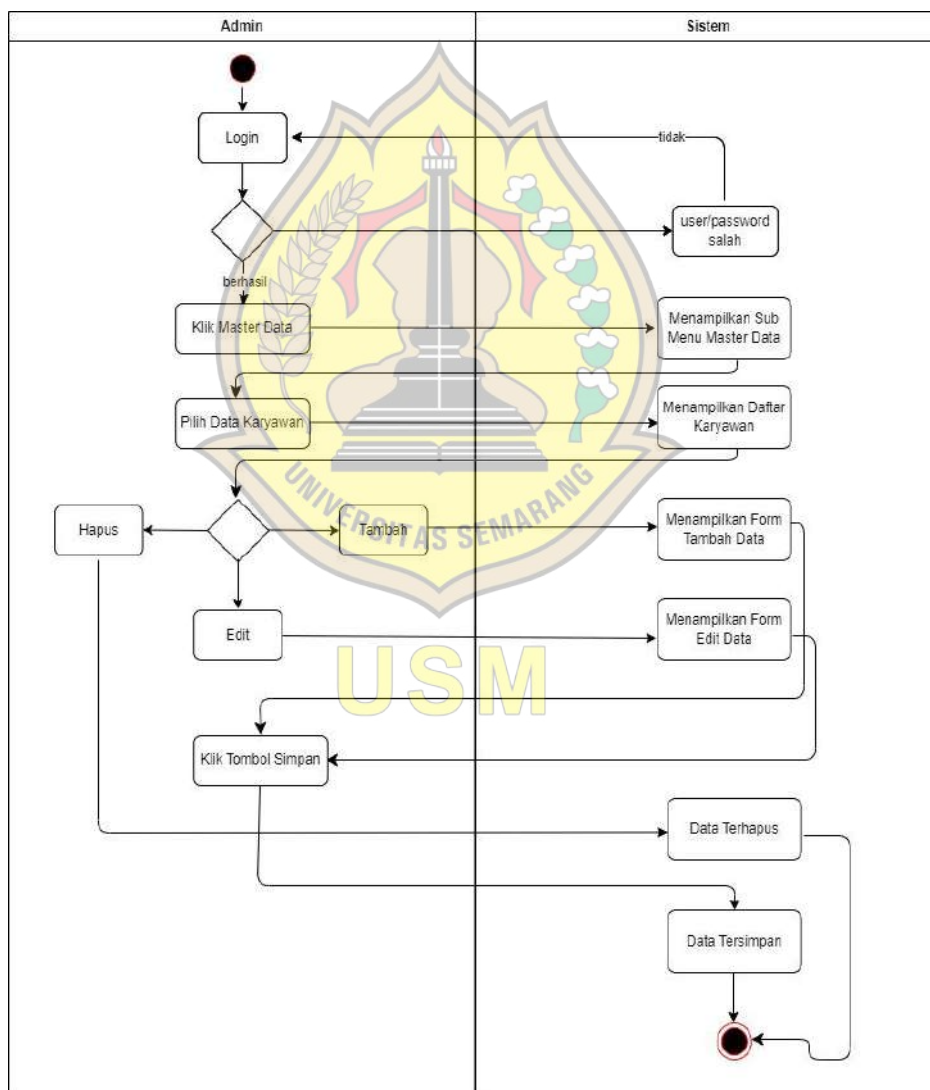 Admin
Sistem
Login
tidak
user/password
salah
berhasil
Klik Master Data
Menampilkan Sub
Menu Master Data
Pilih Data Karyawan
Menampilkan Daftar
Karyawan
UNIVERSITAS SEMARANG
Hapus
Tambah
Menampilkan Form
Tambah Data
Edit
Menampilkan Form
Edit Data
USM
Klik Tombol Simpan
Data Terhapus
Data Tersimpan